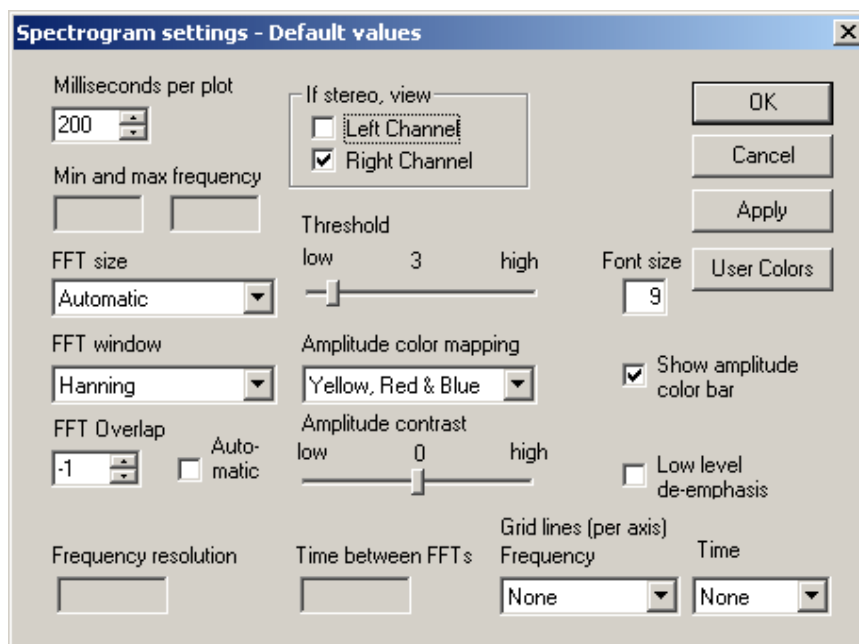 Spectrogram settings - Default values
Milliseconds per plot
200
If stereo, view
Left Channel
Right Channel
OK
Cancel
Apply
User Colors
Min and max frequency
Threshold
low 3 high
Font size
9
FFT size
Automatic
FFT window
Hanning
Amplitude color mapping
Yellow, Red & Blue
Show amplitude
color bar
FFT Overlap
-1
Auto-
matic
Amplitude contrast
low 0 high
Low level
de-emphasis
Frequency resolution
Time between FFTs
Grid lines (per axis)
Frequency
None
Time
None